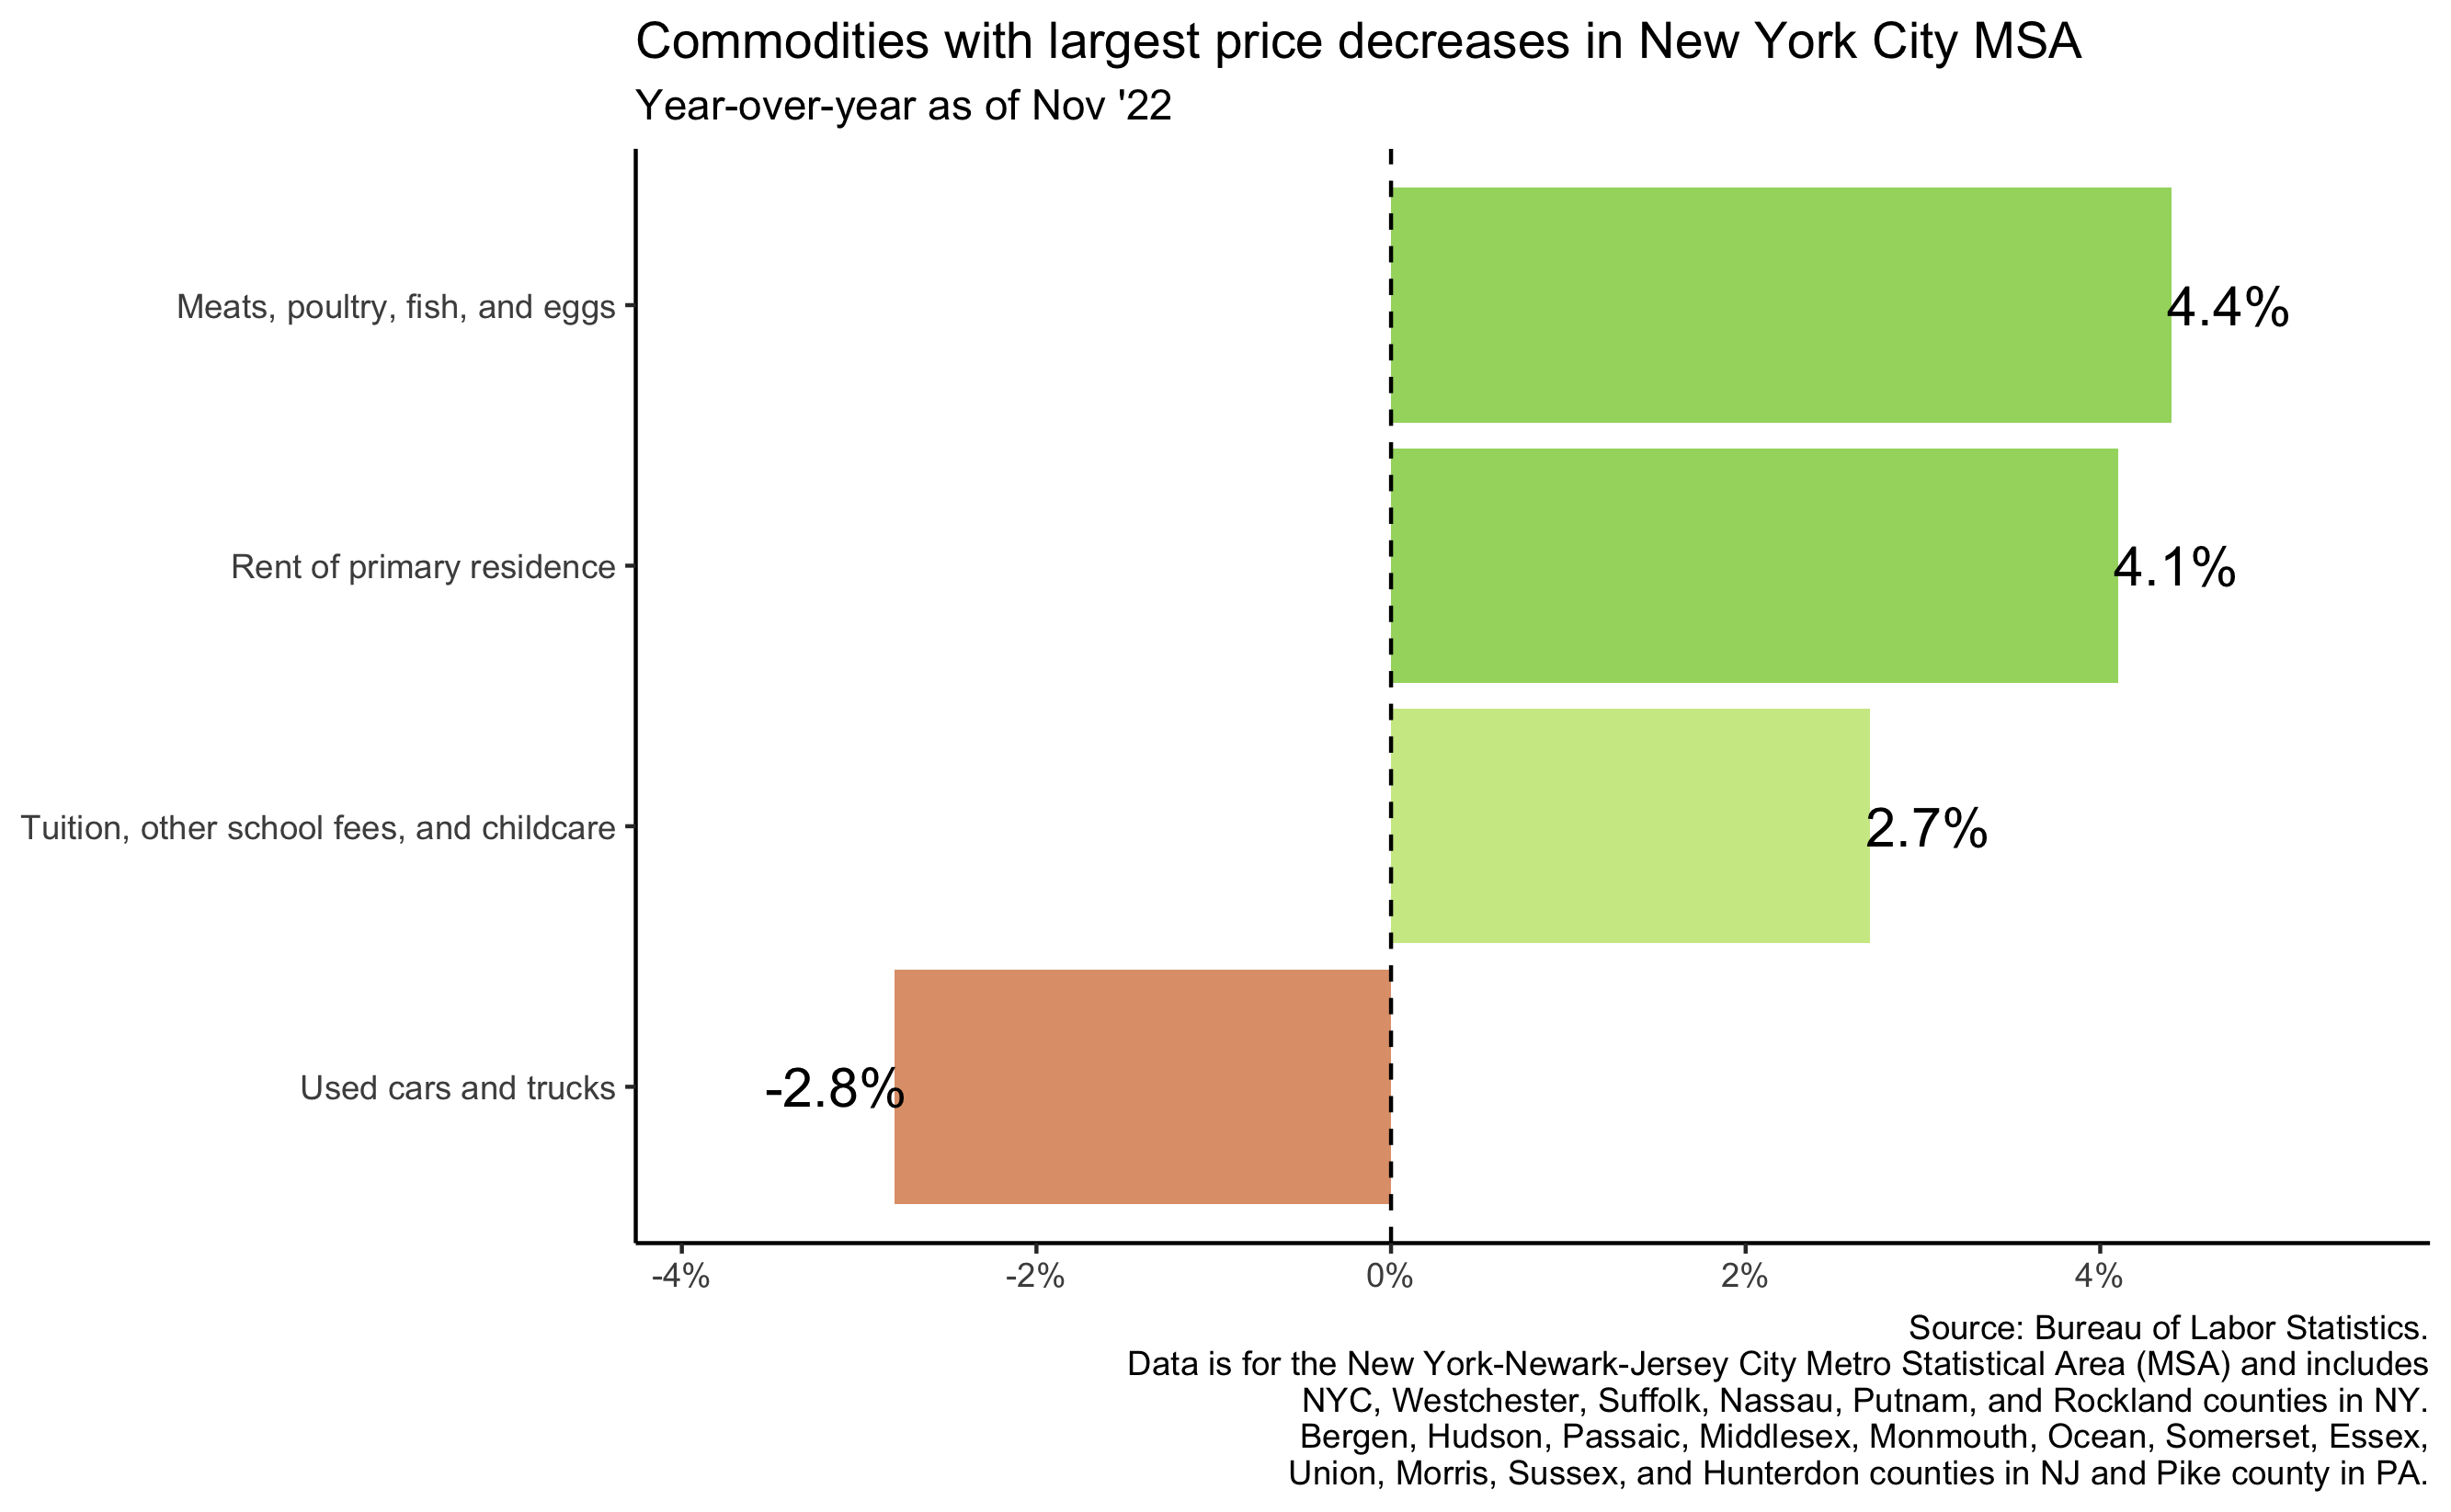 Commodities with largest price decreases in New York City MSA
Year-over-year as of Nov '22
Meats, poultry, fish, and eggs
4.4%
Rent of primary residence
4.1%
Tuition, other school fees, and childcare
2.7%
Used cars and trucks
-2.8%
-4%
-2%
0%
2%
4%
Source: Bureau of Labor Statistics.
Data is for the New York-Newark-Jersey City Metro Statistical Area (MSA) and includes
NYC, Westchester, Suffolk, Nassau, Putnam, and Rockland counties in NY.
Bergen, Hudson, Passaic, Middlesex, Monmouth, Ocean, Somerset, Essex,
Union, Morris, Sussex, and Hunterdon counties in NJ and Pike county in PA.